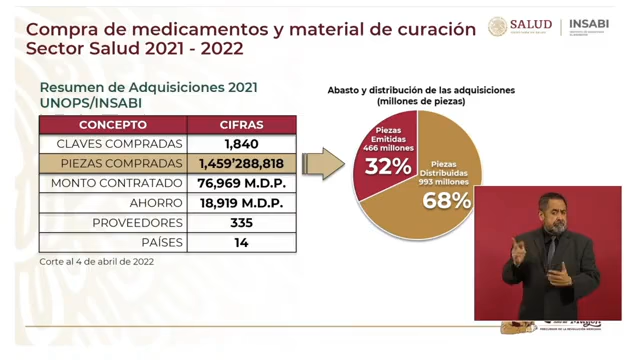 Compra de medicamentos y material de curación
Sector Salud 2021 - 2022
SALUD
INSABI
Resumen de Adquisiciones 2021
UNOPS/INSABI
CONCEPTO CIFRAS
CLAVES COMPRADAS 1,840
PIEZAS COMPRADAS 1,459'288,818
MONTO CONTRATADO 76,969 M.D.P.
AHORRO 18,919 M.D.P.
PROVEEDORES 335
PAÍSES 14
Corte al 4 de abril de 2022
Abasto y distribución de las adquisiciones
(millones de piezas)
Piezas
Emitidas
466 millones
32%
Piezas
Distribuidas
993 millones
68%